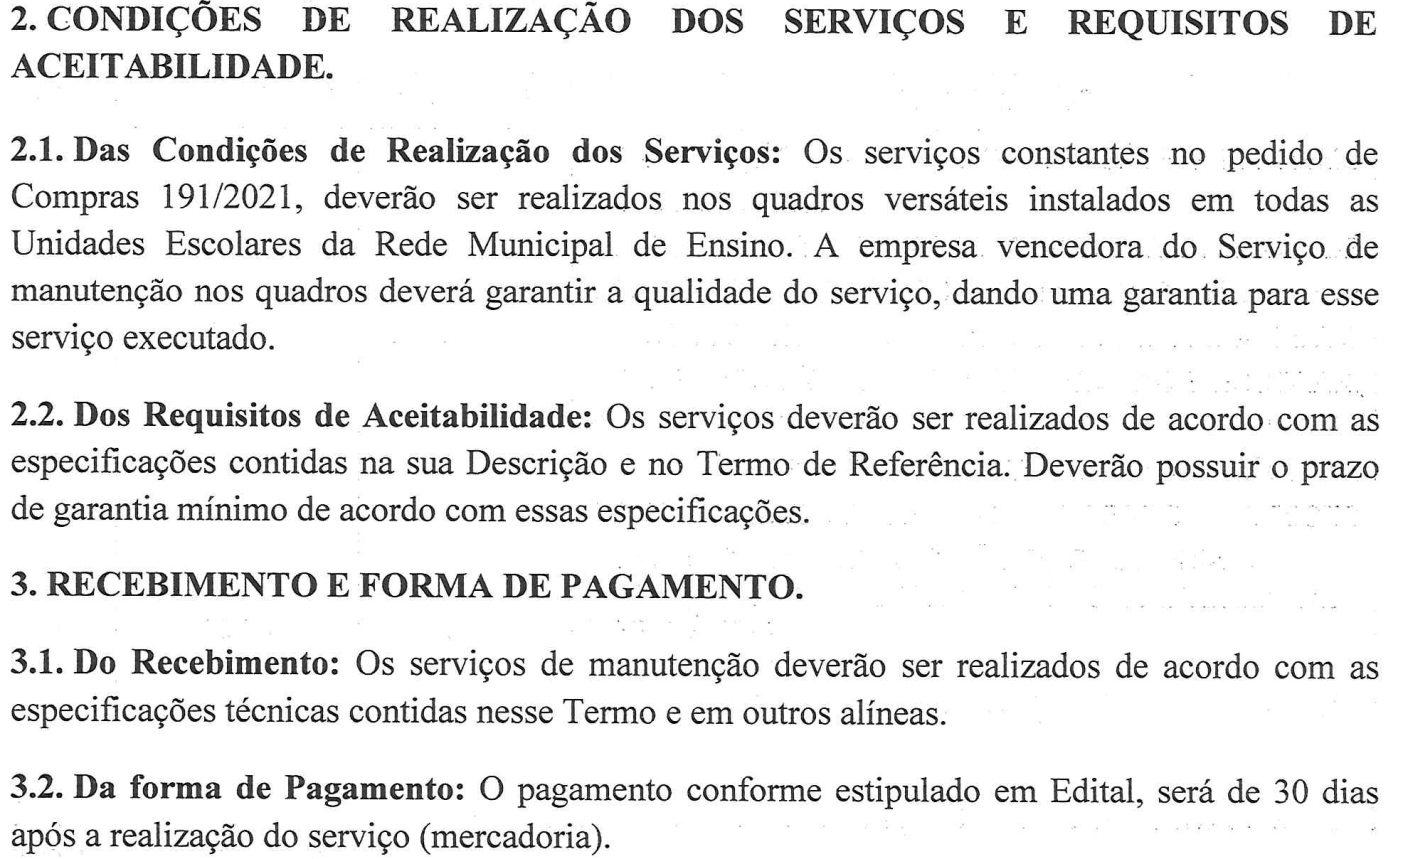 2. CONDIÇÕES DE REALIZAÇÃO DOS SERVIÇOS E REQUISITOS DE
ACEITABILIDADE.
2.1. Das Condições de Realização dos Serviços: Os serviços constantes no pedido de
Compras 191/2021, deverão ser realizados nos quadros versáteis instalados em todas as
Unidades Escolares da Rede Municipal de Ensino. A empresa vencedora do Serviço de
manutenção nos quadros deverá garantir a qualidade do serviço, dando uma garantia para esse
serviço executado.
2.2. Dos Requisitos de Aceitabilidade: Os serviços deverão ser realizados de acordo com as
especificações contidas na sua Descrição e no Termo de Referência. Deverão possuir o prazo
de garantia mínimo de acordo com essas especificações.
3. RECEBIMENTO E FORMA DE PAGAMENTO.
3.1. Do Recebimento: Os serviços de manutenção deverão ser realizados de acordo com as
especificações técnicas contidas nesse Termo e em outros alíneas.
3.2. Da forma de Pagamento: O pagamento conforme estipulado em Edital, será de 30 dias
após a realização do serviço (mercadoria).